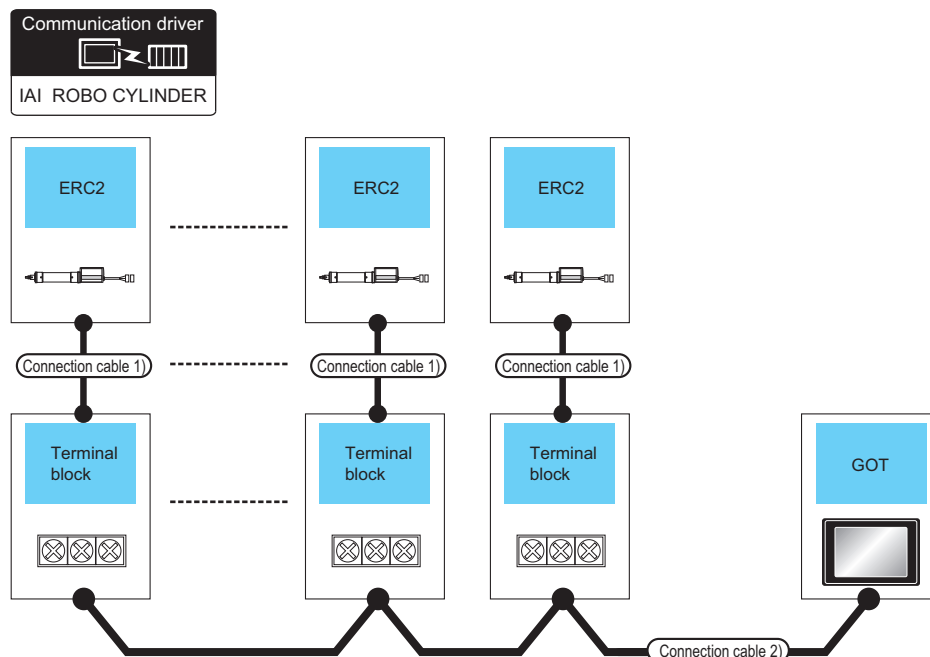 Communication driver
IAI ROBO CYLINDER
ERC2
ERC2
ERC2
Connection cable 1)
Connection cable 1)
Connection cable 1)
Terminal
block
Terminal
block
Terminal
block
GOT
Connection cable 2)